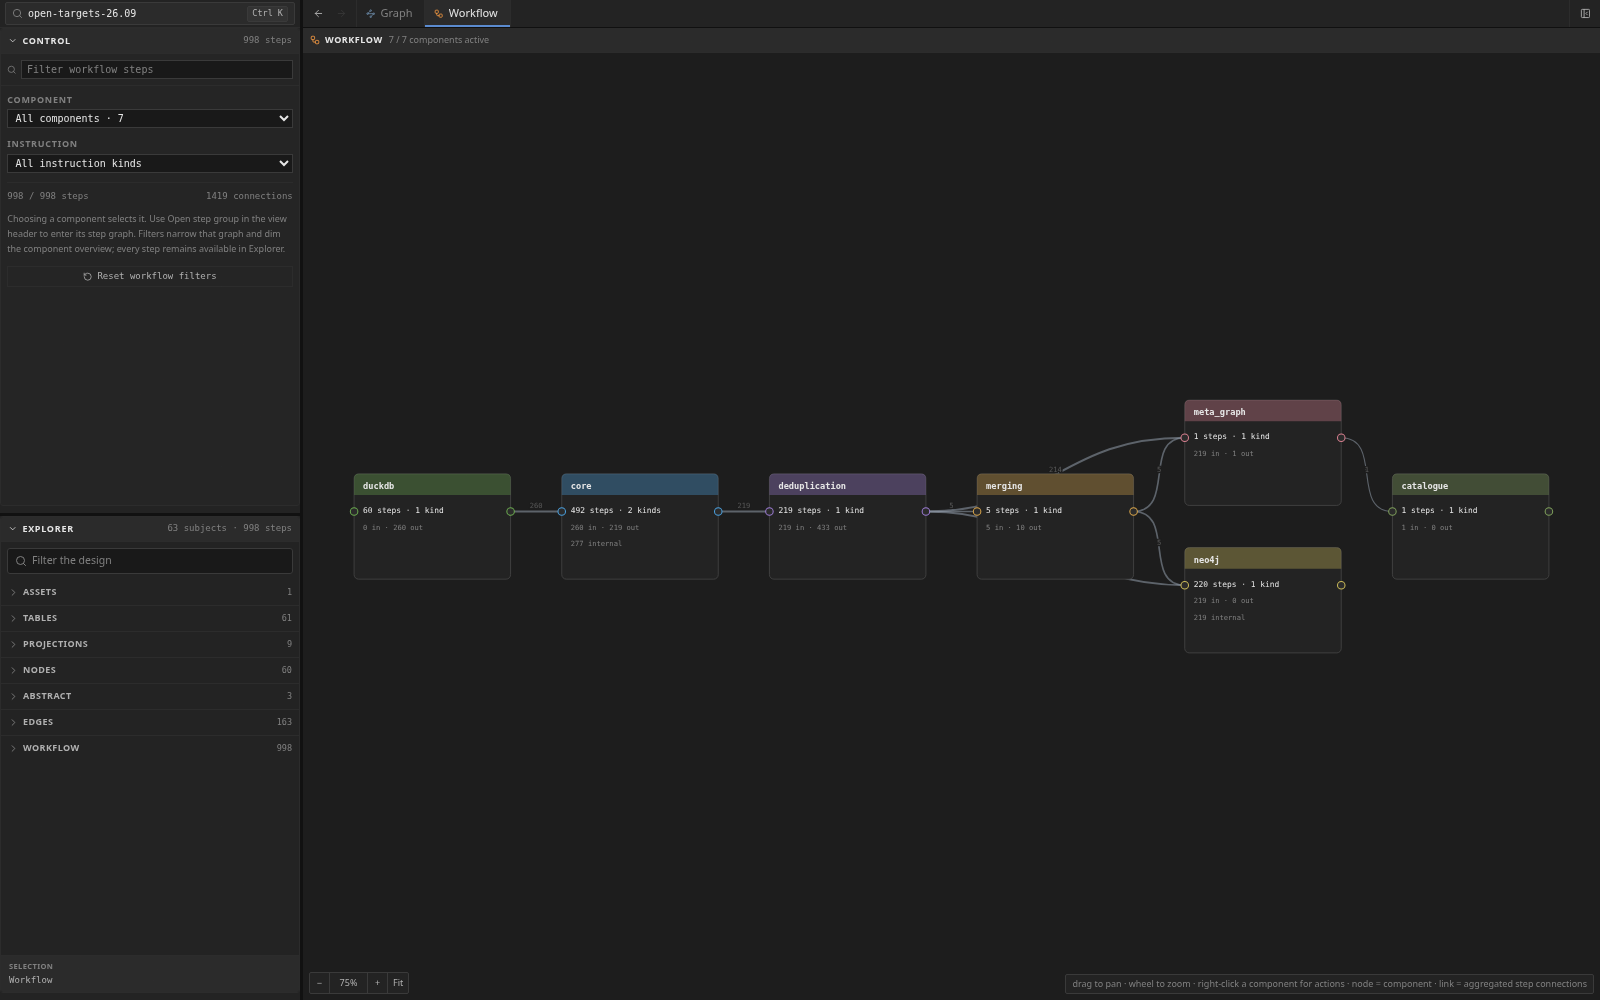 open-targets-26.09
Ctrl K
Graph
Workflow
CONTROL
998 steps
WORKFLOW
7 / 7 components active
Filter workflow steps
COMPONENT
All components · 7
INSTRUCTION
All instruction kinds
998 / 998 steps
1419 connections
Choosing a component selects it. Use Open step group in the view
header to enter its step graph. Filters narrow that graph and dim
the component overview; every step remains available in Explorer.
Reset workflow filters
duckdb
60 steps · 1 kind
0 in · 260 out
260
core
492 steps · 2 kinds
260 in · 219 out
277 internal
219
deduplication
219 steps · 1 kind
219 in · 433 out
5
merging
5 steps · 1 kind
5 in · 10 out
214
5
5
meta_graph
1 steps · 1 kind
219 in · 1 out
neo4j
220 steps · 1 kind
219 in · 0 out
219 internal
1
catalogue
1 steps · 1 kind
1 in · 0 out
EXPLORER
63 subjects · 998 steps
Filter the design
ASSETS
1
TABLES
61
PROJECTIONS
9
NODES
60
ABSTRACT
3
EDGES
163
WORKFLOW
998
SELECTION
Workflow
−
75%
+
Fit
drag to pan · wheel to zoom · right-click a component for actions · node = component · link = aggregated step connections